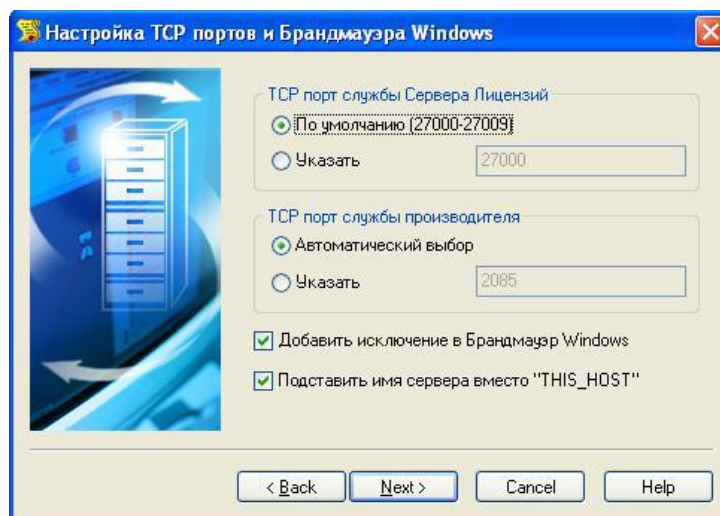 Настройка TCP портов и Брандмауэра Windows
TCP порт службы Сервера Лицензий
По умолчанию (27000-27009)
Указать 27000
TCP порт службы производителя
Автоматический выбор
Указать 2085
Добавить исключение в Брандмауэр Windows
Подставить имя сервера вместо "THIS_HOST"
< Back Next > Cancel Help